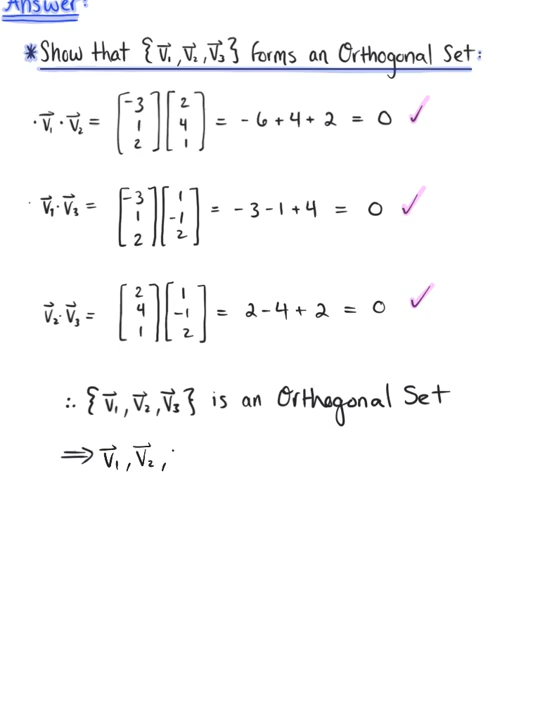 Answer:
*Show that {v⃗₁, v⃗₂, v⃗₃} forms an Orthogonal Set:
·v⃗₁·v⃗₂ = [-3 1 2][2 4 1] = -6+4+2 = 0 ✓
·v⃗₁·v⃗₃ = [-3 1 2][1 -1 2] = -3-1+4 = 0 ✓
v⃗₂·v⃗₃ = [2 4 1][1 -1 2] = 2-4+2 = 0 ✓
∴ {v⃗₁, v⃗₂, v⃗₃} is an Orthogonal Set
⟹ v⃗₁, v⃗₂,